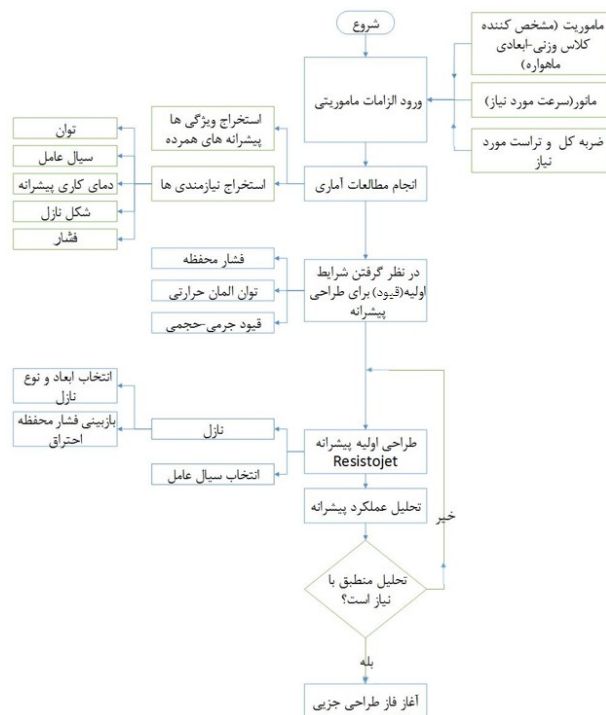 شروع
ماموریت (مشخص کننده
کلاس وزنی-ابعادی
ماهواره)
مانور(سرعت مورد نیاز)
ضربه کل و تراست مورد
نیاز
ورود الزامات ماموریتی
استخراج ویژگی ها
پیشرانه های همرده
انجام مطالعات آماری
استخراج نیازمندی ها
توان
سیال عامل
دمای کاری پیشرانه
شکل نازل
فشار
در نظر گرفتن شرایط
اولیه(قیود) برای طراحی
پیشرانه
فشار محفظه
توان المان حرارتی
قیود جرمی-حجمی
طراحی اولیه پیشرانه
Resistojet
نازل
انتخاب سیال عامل
انتخاب ابعاد و نوع
نازل
بازبینی فشار محفظه
احتراق
تحلیل عملکرد پیشرانه
خیر
تحلیل منطبق با
نیاز است؟
بله
آغاز فاز طراحی جزیی